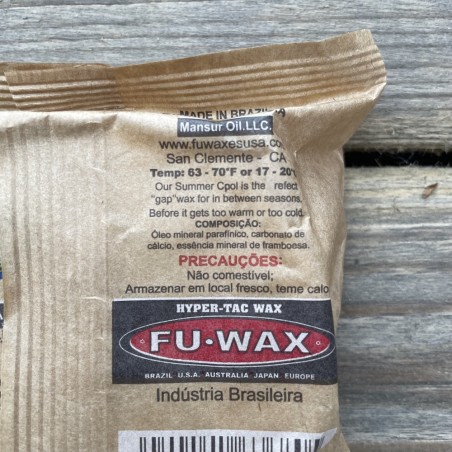 MADE IN BRAZIL
Mansur Oil.LLC.
www.fuwaxesusa.co
San Clemente - CA
Temp: 63 - 70°F or 17 - 20
Our Summer Cpol is the refect
"gap"wax for in between seasons.
Before it gets too warm or too cold.
COMPOSIÇÃO:
Óleo mineral parafínico, carbonato de
cálcio, essência mineral de framboesa.
PRECAUÇÕES:
Não comestível;
Armazenar em local fresco, teme calo
HYPER-TAC WAX
FU·WAX
BRAZIL U.S.A. AUSTRALIA JAPAN EUROPE
Indústria Brasileira